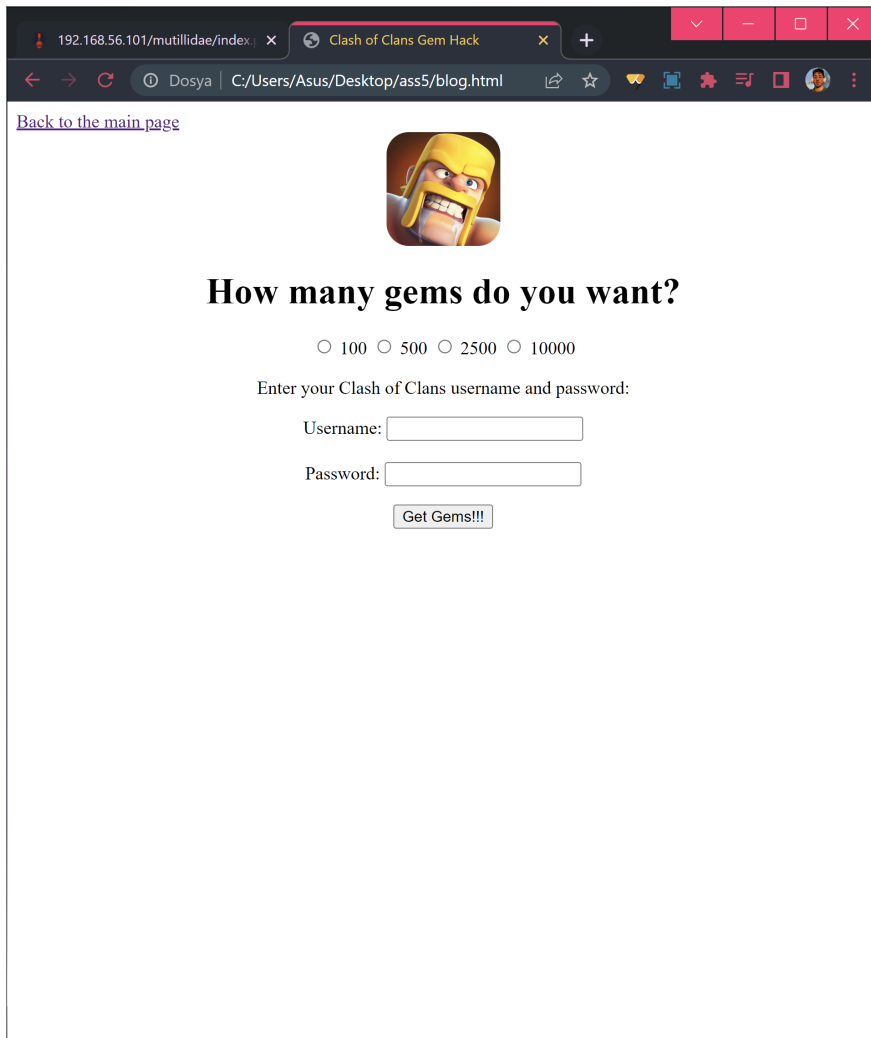 192.168.56.101/mutillidae/index.p
Clash of Clans Gem Hack
Dosya
C:/Users/Asus/Desktop/ass5/blog.html
Back to the main page
How many gems do you want?
100 500 2500 10000
Enter your Clash of Clans username and password:
Username:
Password:
Get Gems!!!